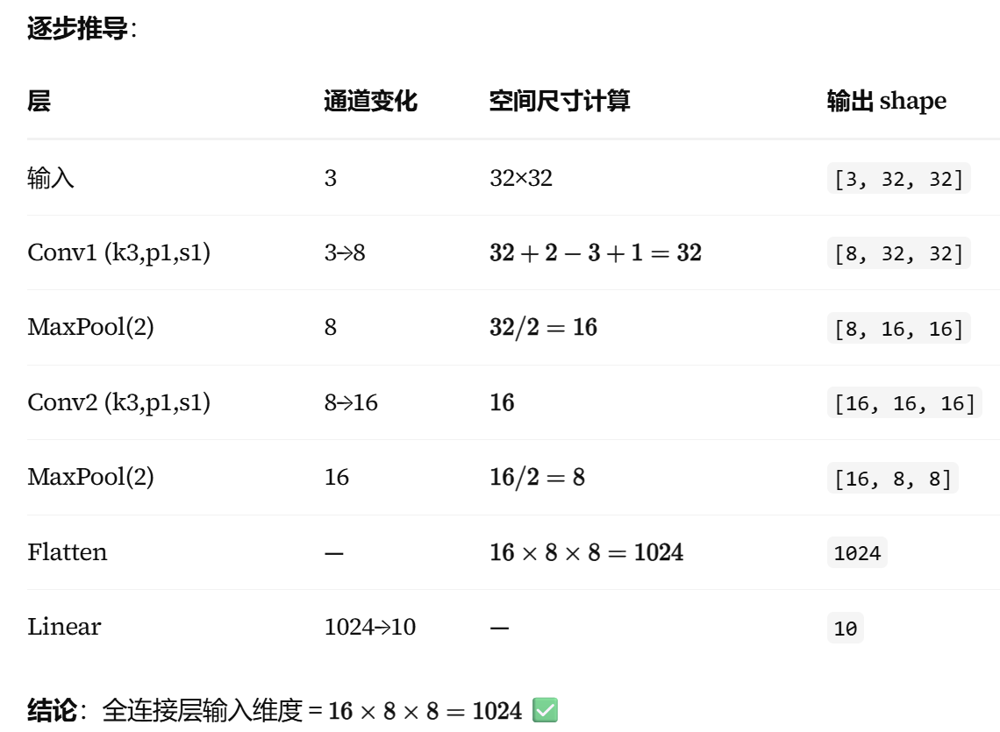 逐步推导：
层 通道变化 空间尺寸计算 输出 shape
输入 3 32×32 [3, 32, 32]
Conv1 (k3,p1,s1) 3→8 32 + 2 − 3 + 1 = 32 [8, 32, 32]
MaxPool(2) 8 32/2 = 16 [8, 16, 16]
Conv2 (k3,p1,s1) 8→16 16 [16, 16, 16]
MaxPool(2) 16 16/2 = 8 [16, 8, 8]
Flatten — 16 × 8 × 8 = 1024 1024
Linear 1024→10 — 10
结论：全连接层输入维度 = 16 × 8 × 8 = 1024 ✅